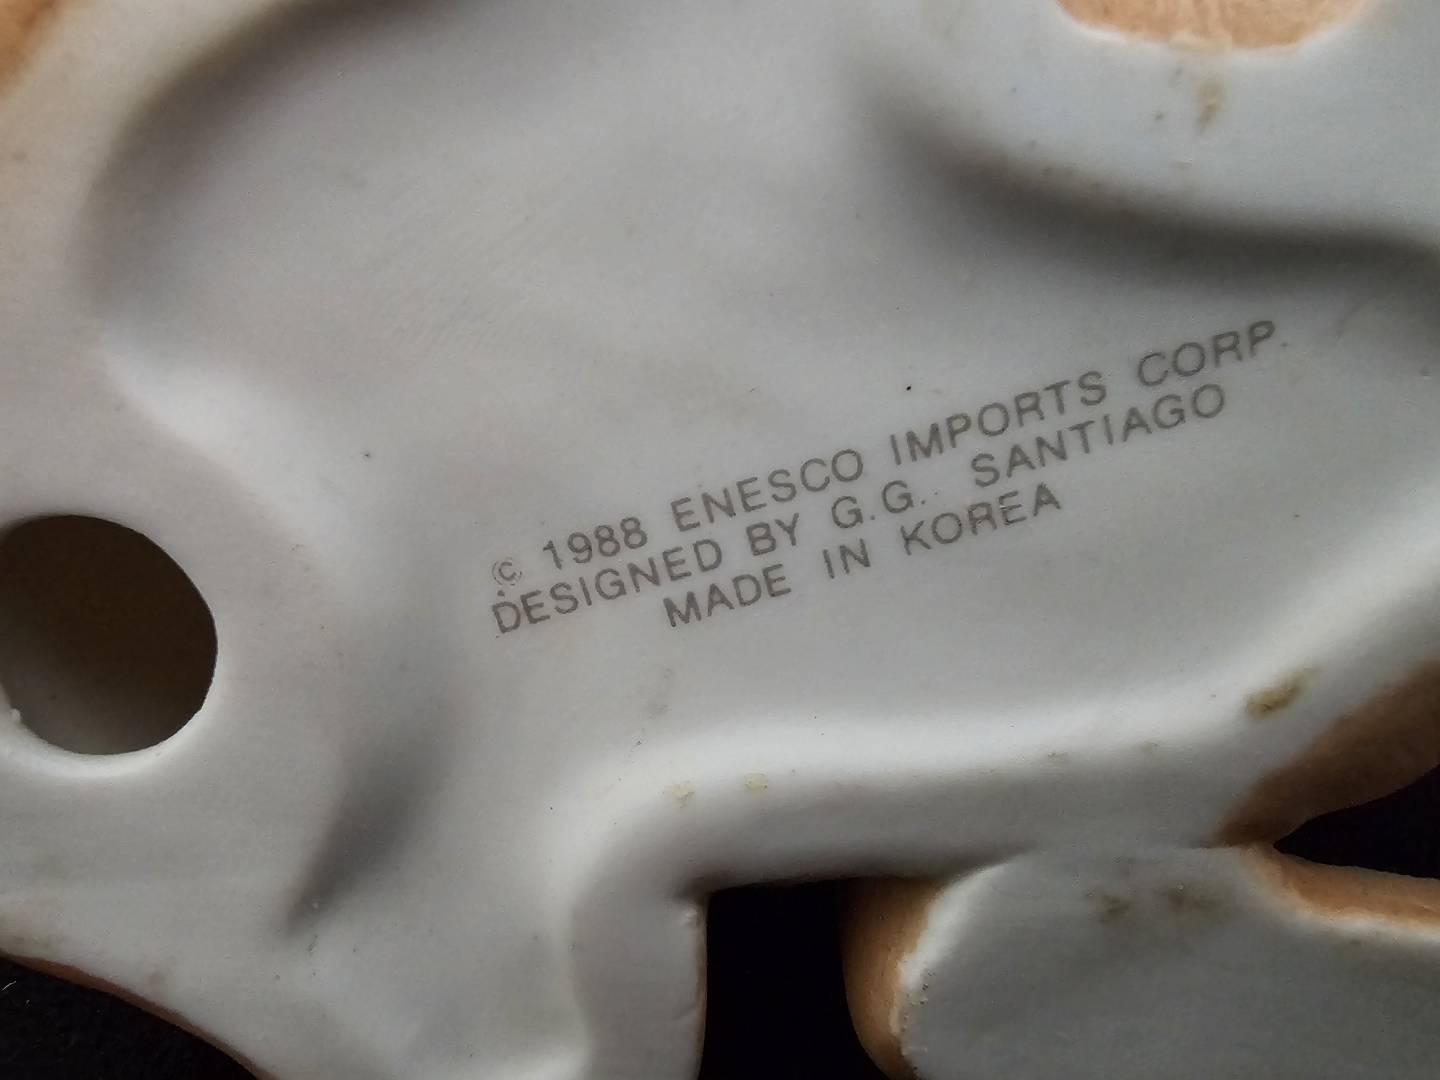 © 1988 ENESCO IMPORTS CORP.
DESIGNED BY G.G. SANTIAGO
MADE IN KOREA